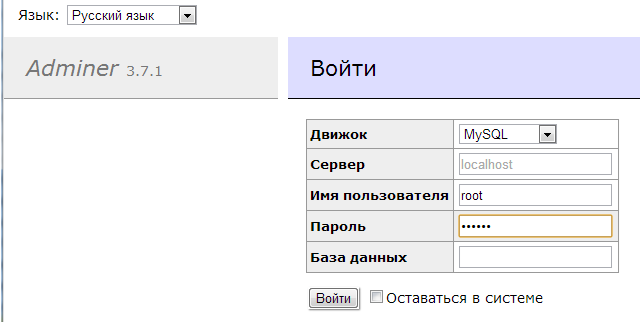 Язык: Русский язык
Adminer 3.7.1
Войти
Движок MySQL
Сервер localhost
Имя пользователя root
Пароль ••••••
База данных
Войти Оставаться в системе